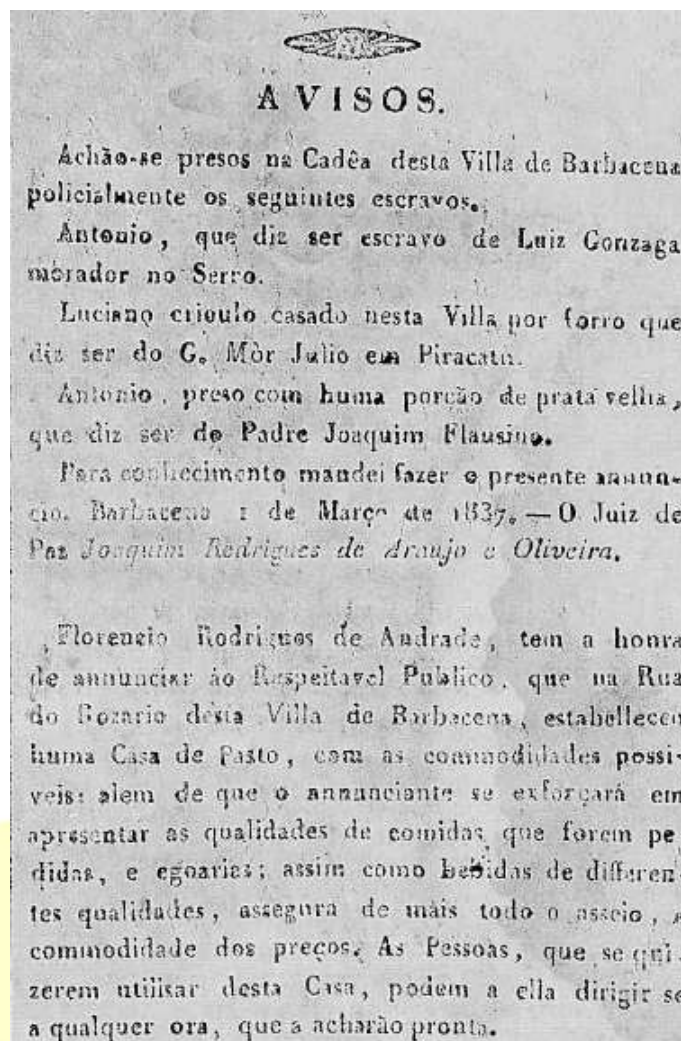 AVISOS.
Achão-se presos na Cadêa desta Villa de Barbacena
policialmente os seguintes escravos.
Antonio, que diz ser escravo de Luiz Gonzaga
morador no Serro.
Luciano crioulo casado nesta Villa por forro que
diz ser do G. Mòr Julio em Piracatu.
Antonio, preso com huma porção de prata velha,
que diz ser do Padre Joaquim Flausino.
Para conhecimento mandei fazer o presente annun-
cio. Barbacena 1 de Março de 1837. — O Juiz de
Paz Joaquim Rodrigues de Araujo e Oliveira.
Florencio Rodrigues de Andrade, tem a honra
de annunciar ào Respeitavel Publico, que na Rua
do Rozario desta Villa de Barbacena, estabelleceu
huma Casa de Pasto, com as commodidades possi-
veis: alem de que o annunciante se exforçará em
apresentar as qualidades de comidas que forem pe
didas, e egoarias; assim como bebidas de differen-
tes qualidades, assegura de mais todo o asseio,
commodidade dos preços. As Pessoas, que se qui-
zerem utilisar desta Casa, podem a ella dirigir se
a qualquer ora, que a acharão pronta.